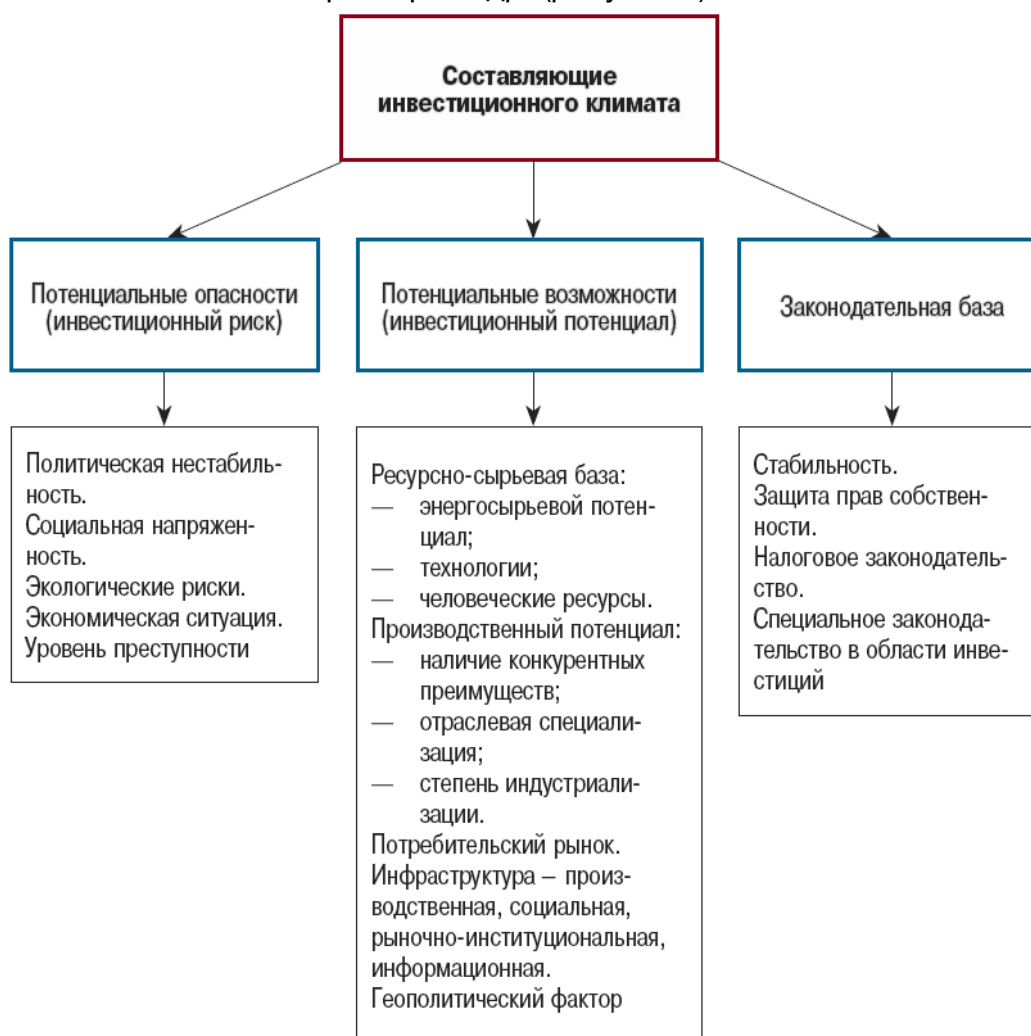 Составляющие
инвестиционного климата
Потенциальные опасности
(инвестиционный риск)
Потенциальные возможности
(инвестиционный потенциал)
Законодательная база
Политическая нестабиль-
ность.
Социальная напряжен-
ность.
Экологические риски.
Экономическая ситуация.
Уровень преступности
Ресурсно-сырьевая база:
— энергосырьевой потен-
циал;
— технологии;
— человеческие ресурсы.
Производственный потенциал:
— наличие конкурентных
преимуществ;
— отраслевая специали-
зация;
— степень индустриали-
зации.
Потребительский рынок.
Инфраструктура – произ-
водственная, социальная,
рыночно-институциональная,
информационная.
Геополитический фактор
Стабильность.
Защита прав собствен-
ности.
Налоговое законодатель-
ство.
Специальное законода-
тельство в области инве-
стиций